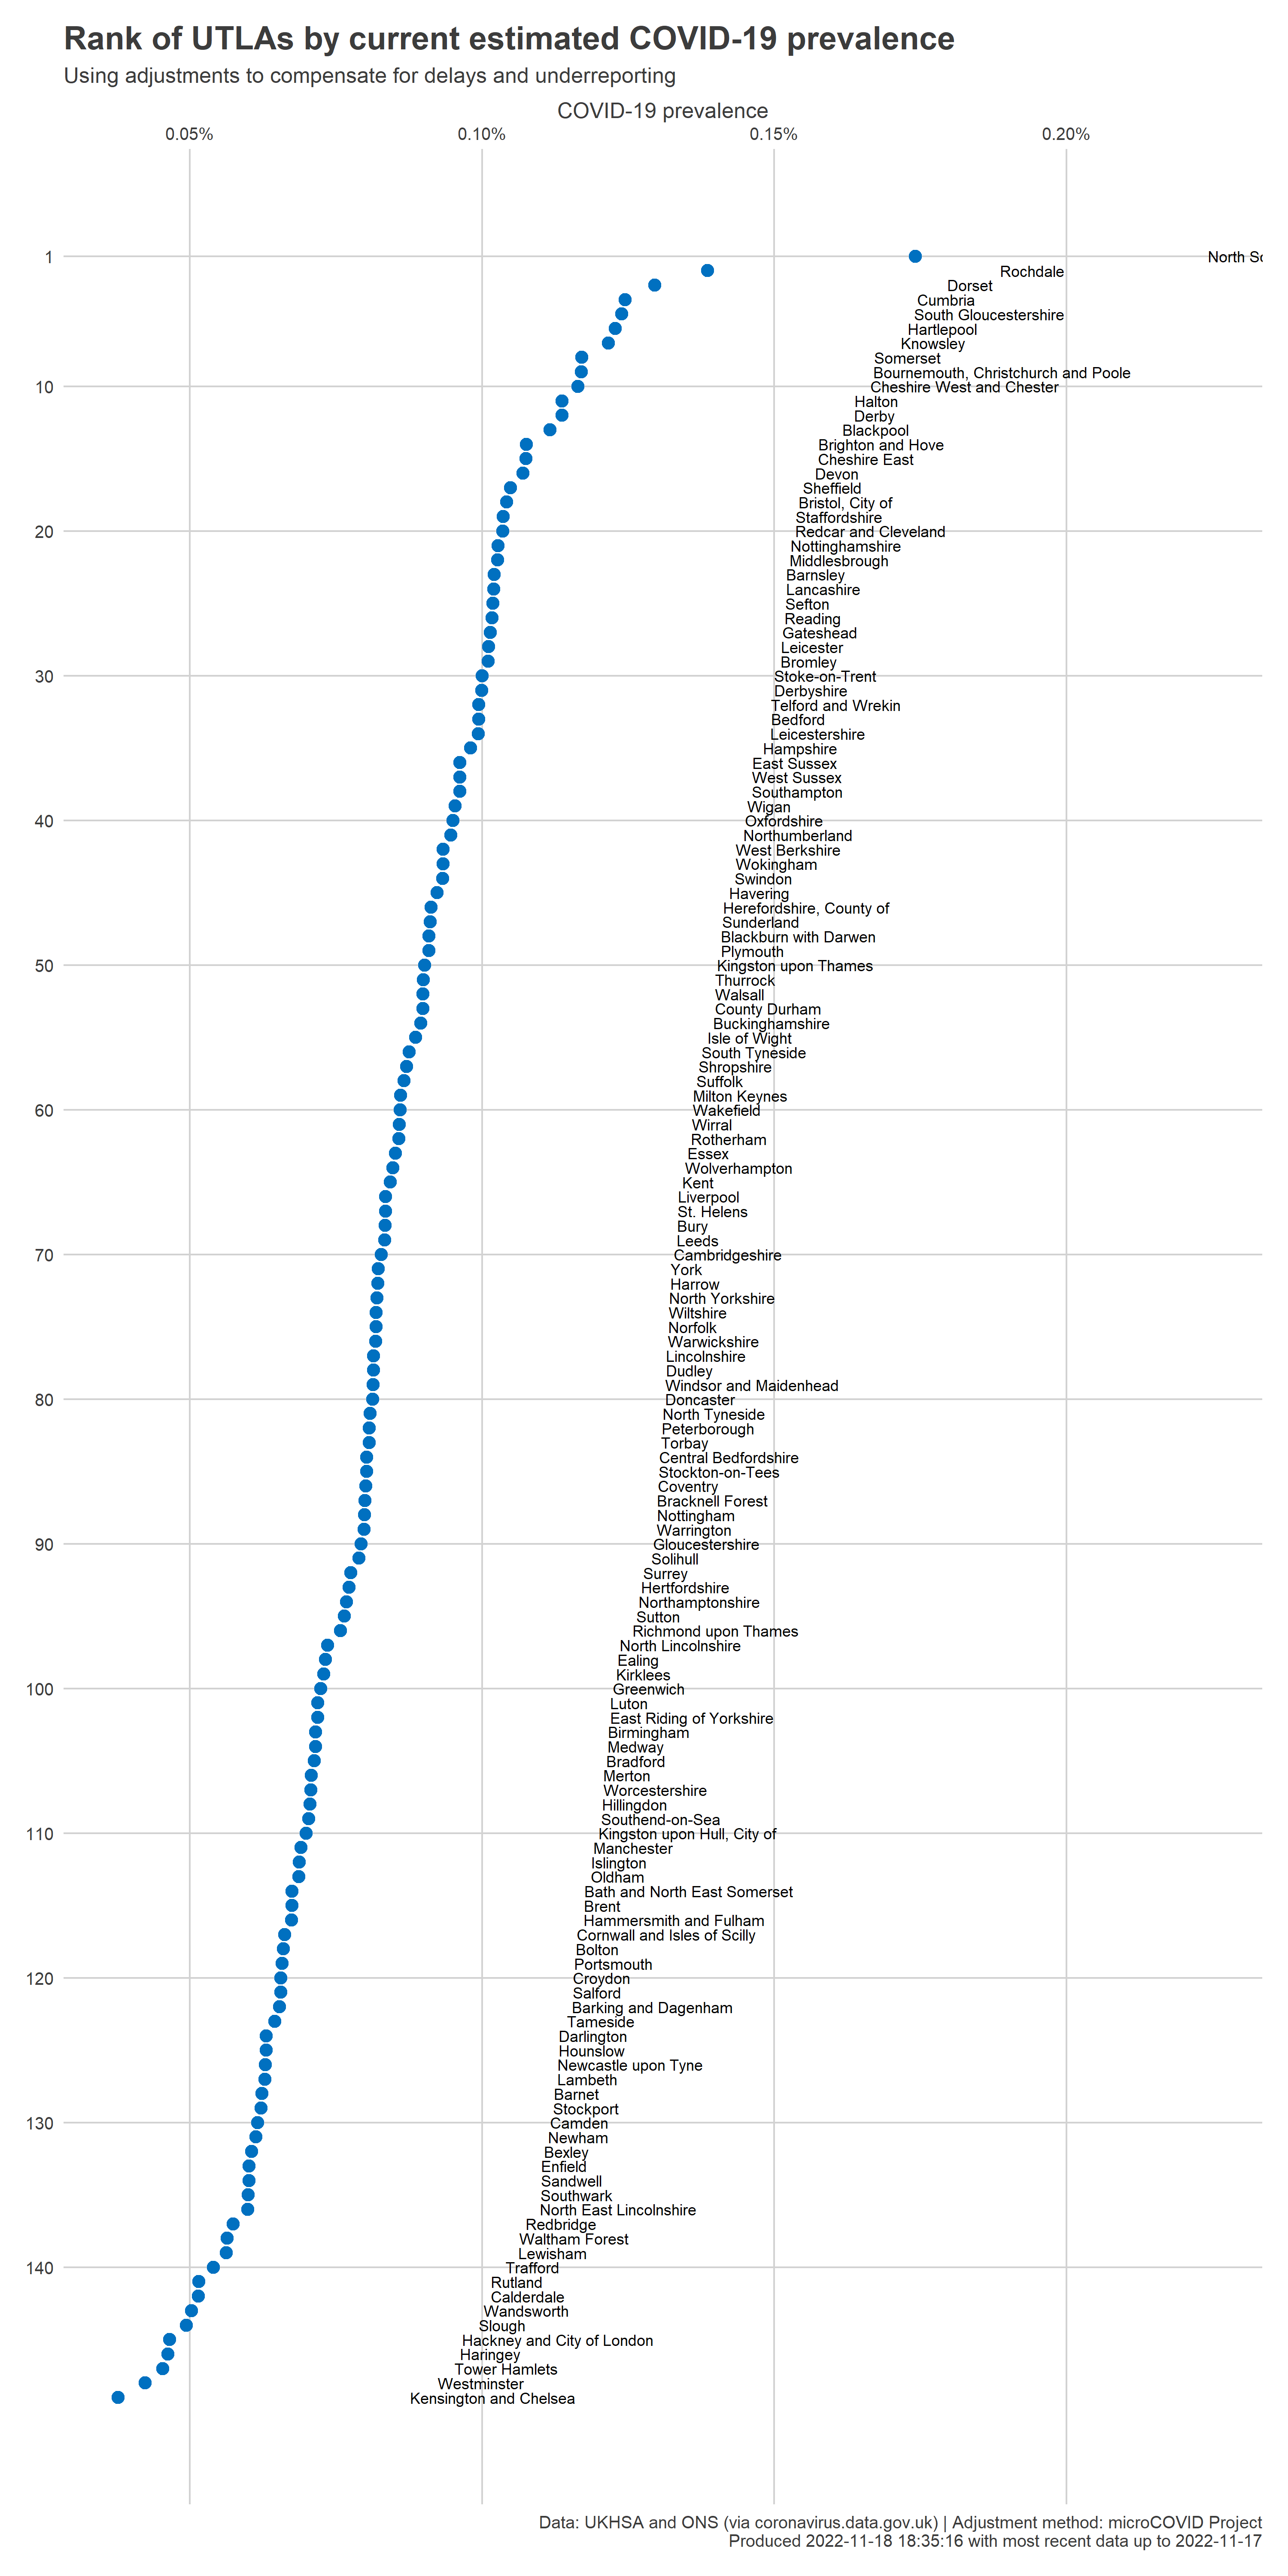 Rank of UTLAs by current estimated COVID-19 prevalence
Using adjustments to compensate for delays and underreporting
COVID-19 prevalence
0.05% 0.10% 0.15% 0.20%
1 North So
Rochdale
Dorset
Cumbria
South Gloucestershire
Hartlepool
Knowsley
Somerset
Bournemouth, Christchurch and Poole
10 Cheshire West and Chester
Halton
Derby
Blackpool
Brighton and Hove
Cheshire East
Devon
Sheffield
Bristol, City of
Staffordshire
20 Redcar and Cleveland
Nottinghamshire
Middlesbrough
Barnsley
Lancashire
Sefton
Reading
Gateshead
Leicester
Bromley
30 Stoke-on-Trent
Derbyshire
Telford and Wrekin
Bedford
Leicestershire
Hampshire
East Sussex
West Sussex
Southampton
Wigan
40 Oxfordshire
Northumberland
West Berkshire
Wokingham
Swindon
Havering
Herefordshire, County of
Sunderland
Blackburn with Darwen
Plymouth
50 Kingston upon Thames
Thurrock
Walsall
County Durham
Buckinghamshire
Isle of Wight
South Tyneside
Shropshire
Suffolk
Milton Keynes
60 Wakefield
Wirral
Rotherham
Essex
Wolverhampton
Kent
Liverpool
St. Helens
Bury
Leeds
70 Cambridgeshire
York
Harrow
North Yorkshire
Wiltshire
Norfolk
Warwickshire
Lincolnshire
Dudley
Windsor and Maidenhead
80 Doncaster
North Tyneside
Peterborough
Torbay
Central Bedfordshire
Stockton-on-Tees
Coventry
Bracknell Forest
Nottingham
Warrington
90 Gloucestershire
Solihull
Surrey
Hertfordshire
Northamptonshire
Sutton
Richmond upon Thames
North Lincolnshire
Ealing
Kirklees
100 Greenwich
Luton
East Riding of Yorkshire
Birmingham
Medway
Bradford
Merton
Worcestershire
Hillingdon
Southend-on-Sea
110 Kingston upon Hull, City of
Manchester
Islington
Oldham
Bath and North East Somerset
Brent
Hammersmith and Fulham
Cornwall and Isles of Scilly
Bolton
Portsmouth
120 Croydon
Salford
Barking and Dagenham
Tameside
Darlington
Hounslow
Newcastle upon Tyne
Lambeth
Barnet
Stockport
130 Camden
Newham
Bexley
Enfield
Sandwell
Southwark
North East Lincolnshire
Redbridge
Waltham Forest
Lewisham
140 Trafford
Rutland
Calderdale
Wandsworth
Slough
Hackney and City of London
Haringey
Tower Hamlets
Westminster
Kensington and Chelsea
Data: UKHSA and ONS (via coronavirus.data.gov.uk) | Adjustment method: microCOVID Project
Produced 2022-11-18 18:35:16 with most recent data up to 2022-11-17